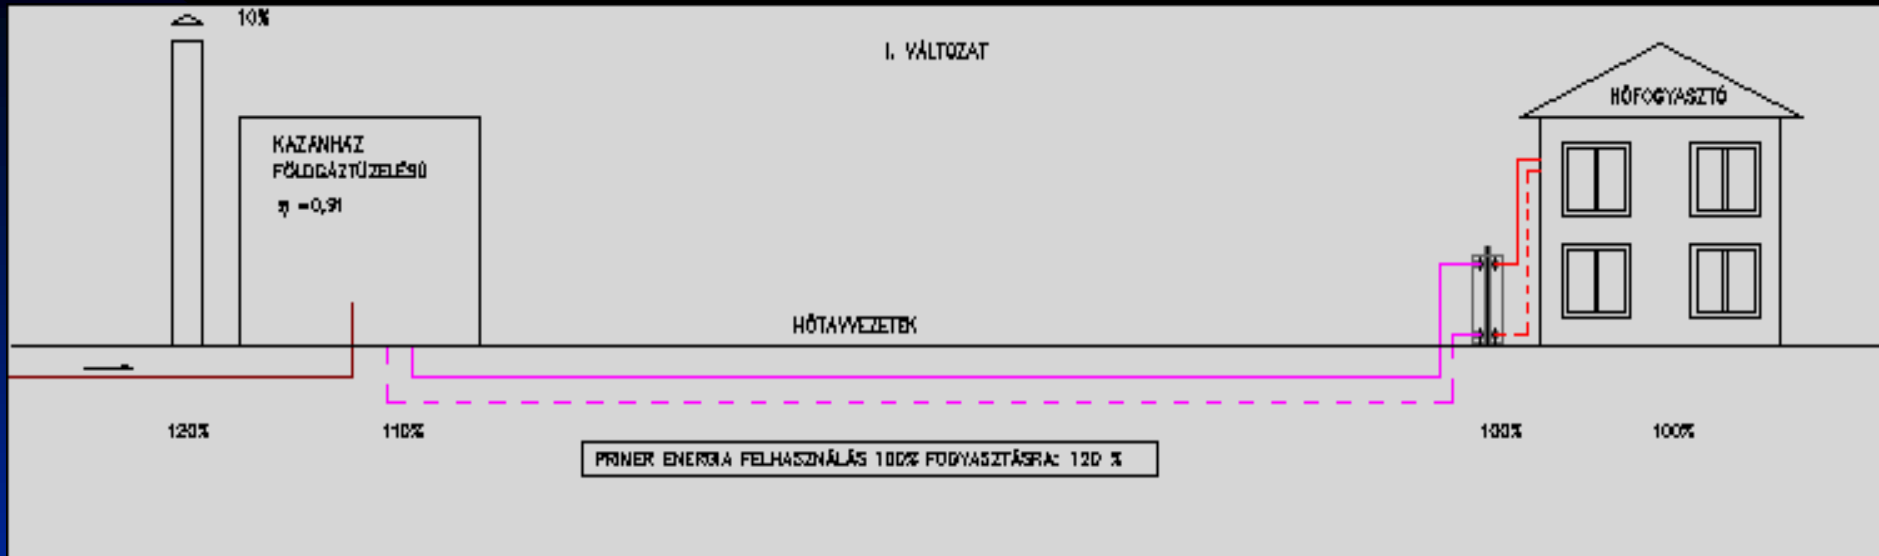 10%
I. VÁLTOZAT
HŐFOGYASZTÓ
KAZÁNHÁZ
FÖLDGÁZTÜZELÉSŰ
η =0,91
HŐTÁVVEZETÉK
120%
110%
100%
100%
PRIMER ENERGIA FELHASZNÁLÁS 100% FOGYASZTÁSRA: 120 %